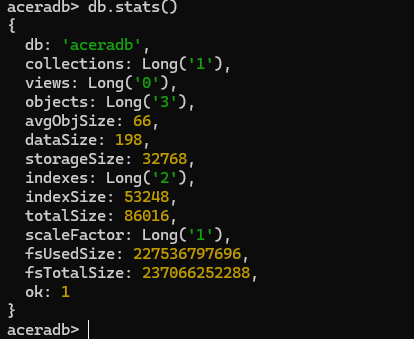 aceradb> db.stats()
{
  db: 'aceradb',
  collections: Long('1'),
  views: Long('0'),
  objects: Long('3'),
  avgObjSize: 66,
  dataSize: 198,
  storageSize: 32768,
  indexes: Long('2'),
  indexSize: 53248,
  totalSize: 86016,
  scaleFactor: Long('1'),
  fsUsedSize: 227536797696,
  fsTotalSize: 237066252288,
  ok: 1
}
aceradb>